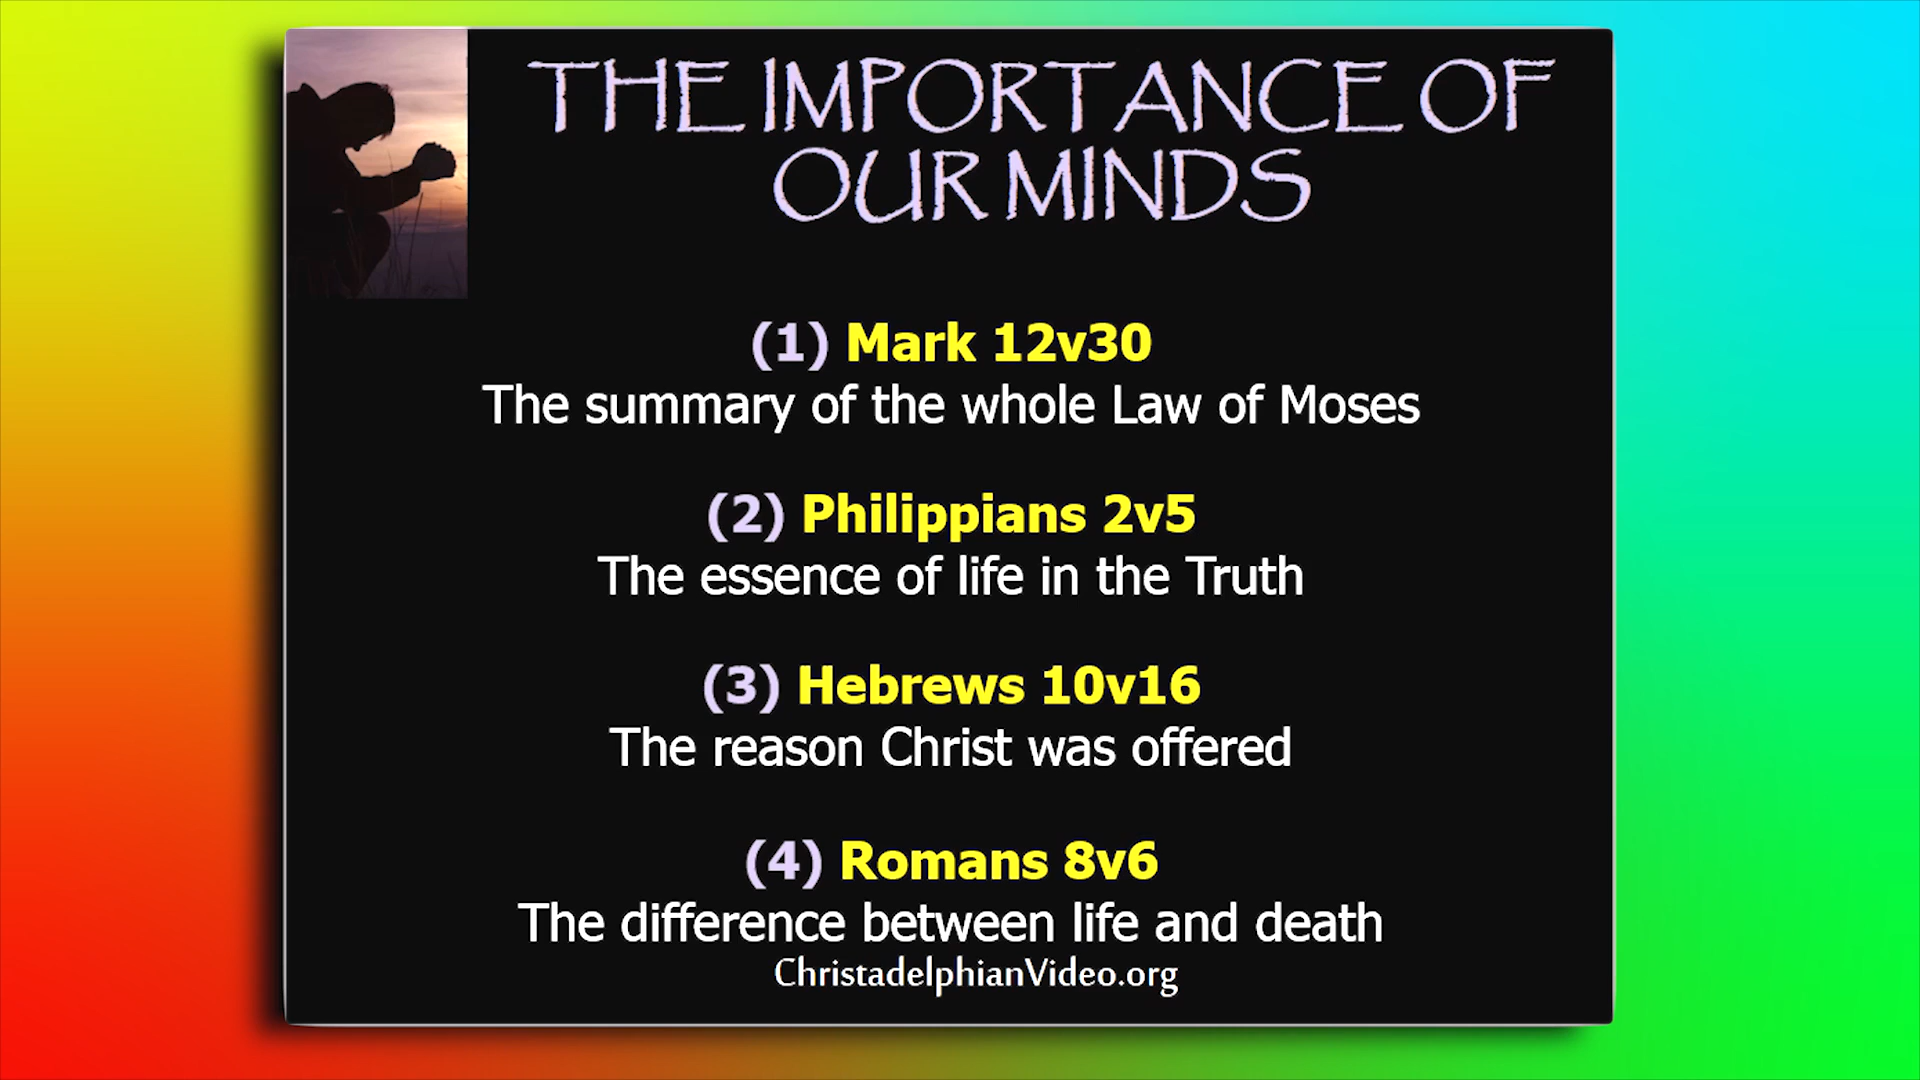 THE IMPORTANCE OF
OUR MINDS
(1) Mark 12v30
The summary of the whole Law of Moses
(2) Philippians 2v5
The essence of life in the Truth
(3) Hebrews 10v16
The reason Christ was offered
(4) Romans 8v6
The difference between life and death
ChristadelphianVideo.org